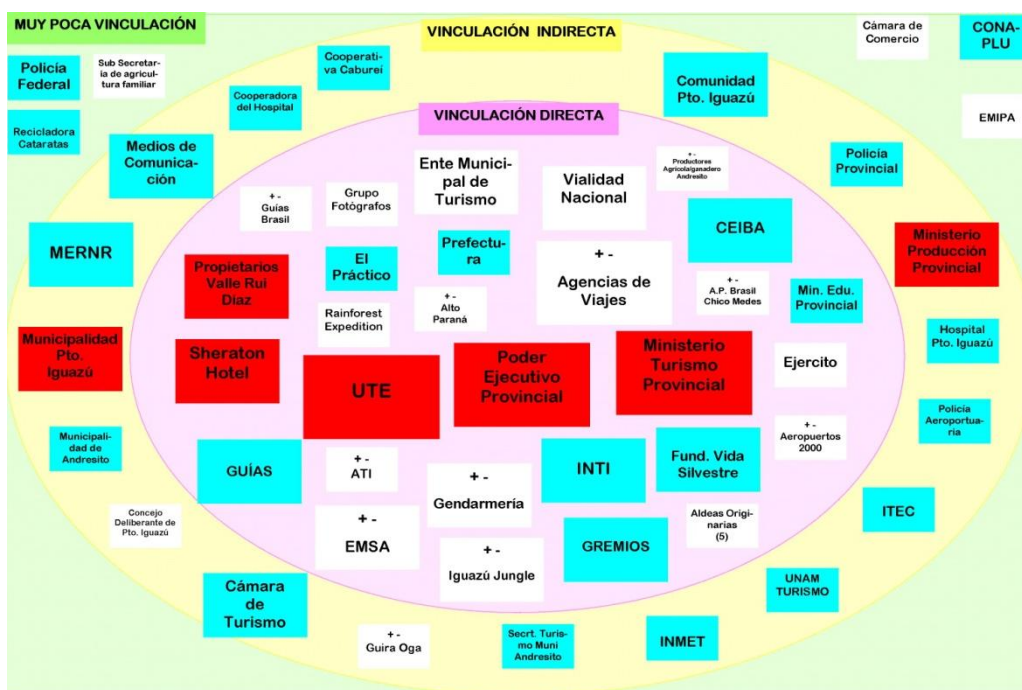 MUY POCA VINCULACIÓN
VINCULACIÓN INDIRECTA
Cámara de
Comercio
CONA-
PLU
Policía
Federal
Sub Secretar-
ia de agricul-
tura familiar
Cooperati-
va Cabureí
Comunidad
Pto. Iguazú
Cooperadora
del Hospital
EMIPA
Recicladora
Cataratas
VINCULACIÓN DIRECTA
Medios de
Comunica-
ción
Policía
Provincial
Ente Munici-
pal de
Turismo
Vialidad
Nacional
+ -
Productores
Agrícola/ganadero
Andresito
+ -
Guías
Brasil
Grupo
Fotógrafos
CEIBA
MERNR
Prefectu-
ra
Ministerio
Producción
Provincial
Propietarios
Valle Rui
Diaz
El
Práctico
+ -
Agencias de
Viajes
+ -
A.P. Brasil
Chico Medes
Min. Edu.
Provincial
Rainforest
Expedition
+ -
Alto
Paraná
Municipalidad
Pto.
Iguazú
Sheraton
Hotel
UTE
Poder
Ejecutivo
Provincial
Ministerio
Turismo
Provincial
Ejercito
Hospital
Pto. Iguazú
Municipali-
dad de
Andresito
Policía
Aeroportua-
ria
+ -
Aeropuertos
2000
GUÍAS
+ -
ATI
+ -
Gendarmería
INTI
Fund. Vida
Silvestre
Concejo
Deliberante de
Pto. Iguazú
+ -
EMSA
Aldeas Origi-
narias
(5)
ITEC
+ -
Iguazú Jungle
GREMIOS
Cámara
de
Turismo
UNAM
TURISMO
+ -
Guira Oga
Secrt. Turis-
mo Muni
Andresito
INMET